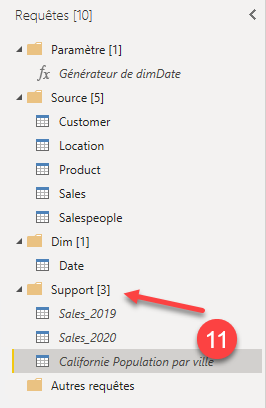 Requêtes [10]
Paramètre [1]
fx Générateur de dimDate
Source [5]
Customer
Location
Product
Sales
Salespeople
Dim [1]
Date
Support [3]
Sales_2019
Sales_2020
11
Californie Population par ville
Autres requêtes